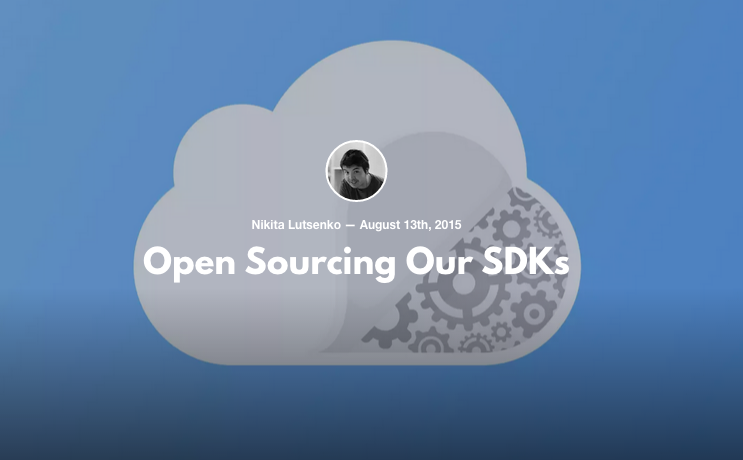 Nikita Lutsenko — August 13th, 2015
Open Sourcing Our SDKs